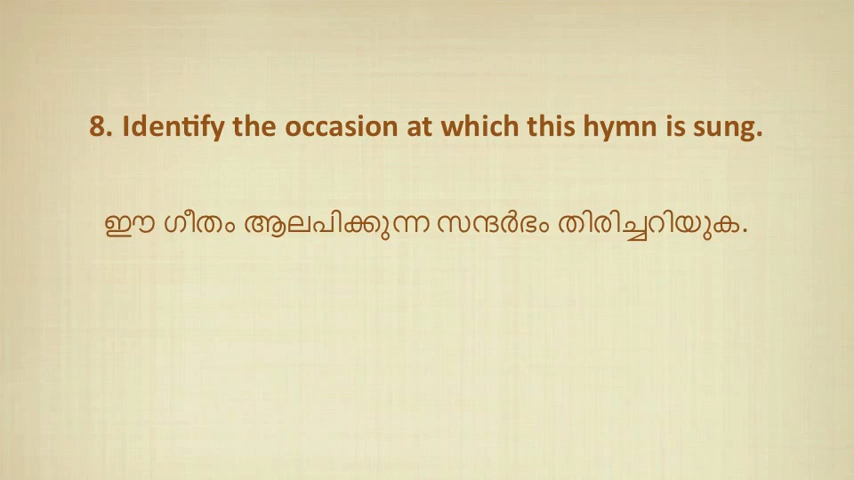 8. Identify the occasion at which this hymn is sung.
ഈ ഗീതം ആലപിക്കുന്ന സന്ദർഭം തിരിച്ചറിയുക.